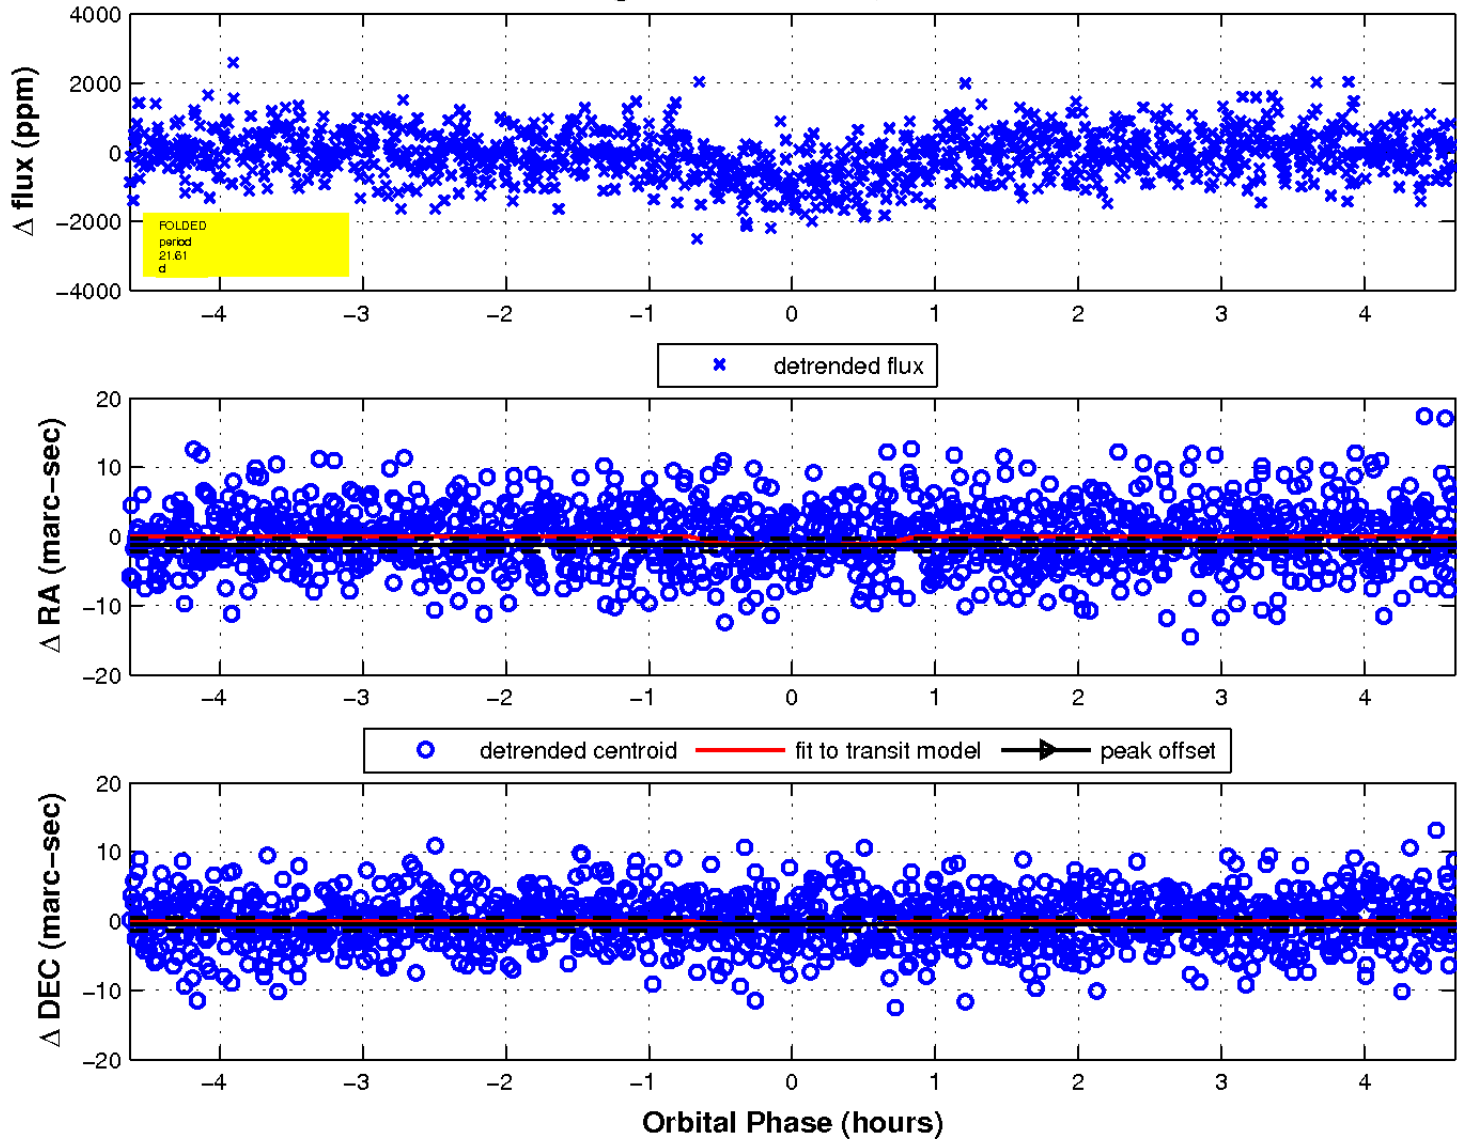 4000
2000
0
−2000
−4000
Δ flux (ppm)
FOLDED
period
21.61
d
−4 −3 −2 −1 0 1 2 3 4
detrended flux
20
10
0
−10
−20
Δ RA (marc−sec)
−4 −3 −2 −1 0 1 2 3 4
detrended centroid fit to transit model peak offset
20
10
0
−10
−20
Δ DEC (marc−sec)
−4 −3 −2 −1 0 1 2 3 4
Orbital Phase (hours)